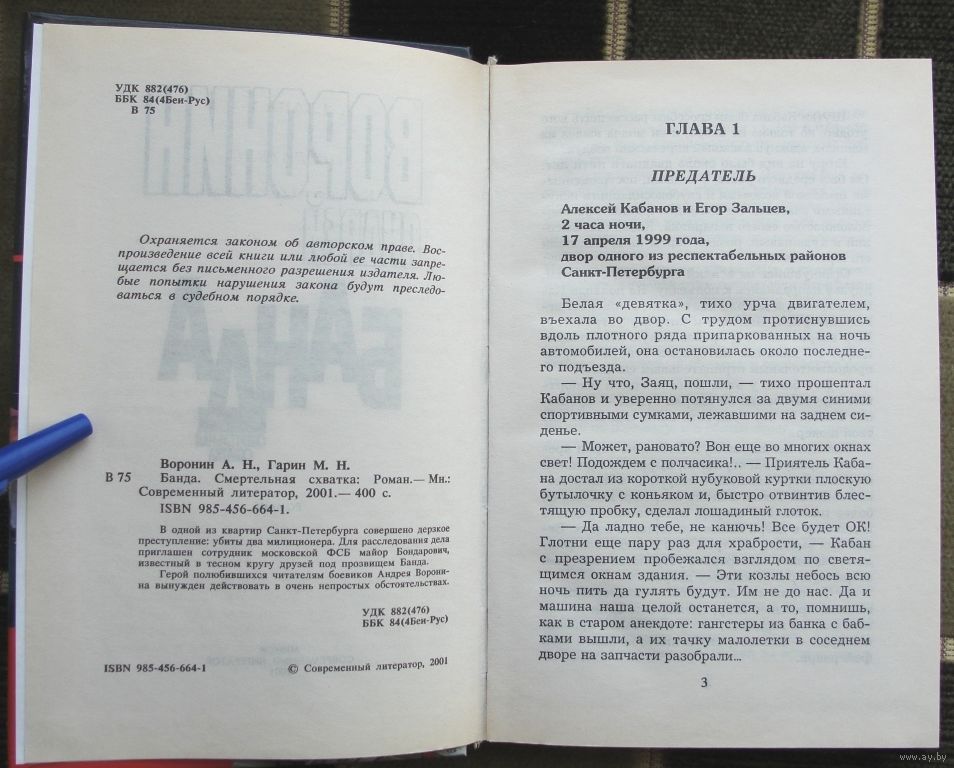 УДК 882(476)
ББК 84(4Беи-Рус)
В 75
Охраняется законом об авторском праве. Вос-
произведение всей книги или любой ее части запре-
щается без письменного разрешения издателя. Лю-
бые попытки нарушения закона будут преследо-
ваться в судебном порядке.
Воронин А. Н., Гарин М. Н.
В 75 Банда. Смертельная схватка: Роман.— Мн.:
Современный литератор, 2001.— 400 с.
ISBN 985-456-664-1.
В одной из квартир Санкт-Петербурга совершено дерзкое
преступление: убиты два милиционера. Для расследования дела
приглашен сотрудник московской ФСБ майор Бондарович,
известный в тесном кругу друзей под прозвищем Банда.
Герой полюбившихся читателям боевиков Андрея Ворони-
на вынужден действовать в очень непростых обстоятельствах.
УДК 882(476)
ББК 84(4Беи-Рус)
ISBN 985-456-664-1
© Современный литератор, 2001
ГЛАВА 1
ПРЕДАТЕЛЬ
Алексей Кабанов и Егор Зальцев,
2 часа ночи,
17 апреля 1999 года,
двор одного из респектабельных районов
Санкт-Петербурга
Белая «девятка», тихо урча двигателем,
въехала во двор. С трудом протиснувшись
вдоль плотного ряда припаркованных на ночь
автомобилей, она остановилась около последне-
го подъезда.
— Ну что, Заяц, пошли, — тихо прошептал
Кабанов и уверенно потянулся за двумя синими
спортивными сумками, лежавшими на заднем си-
денье.
— Может, рановато? Вон еще во многих окнах
свет! Подождем с полчасика!.. — Приятель Каба-
на достал из короткой нубуковой куртки плоскую
бутылочку с коньяком и, быстро отвинтив блес-
тящую пробку, сделал лошадиный глоток.
— Да ладно тебе, не канючь! Все будет ОК!
Глотни еще пару раз для храбрости, — Кабан
с презрением пробежался взглядом по светя-
щимся окнам здания. — Эти козлы небось всю
ночь пить да гулять будут. Им не до нас. Да и
машина наша целой останется, а то, помнишь,
как в старом анекдоте: гангстеры из банка с баб-
ками вышли, а их тачку малолетки в соседнем
дворе на запчасти разобрали...
3
www.ay.by